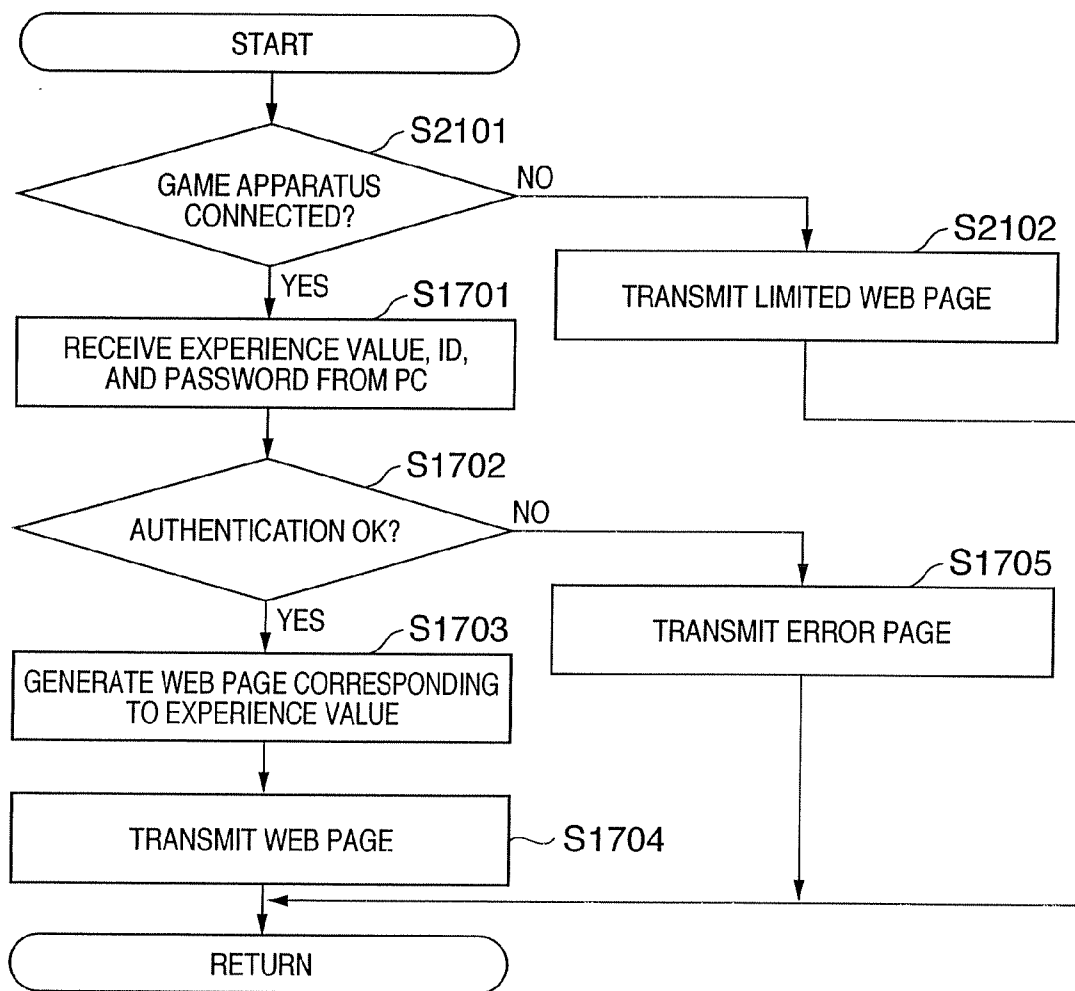 START
S2101
GAME APPARATUS
CONNECTED?
NO
YES
S2102
TRANSMIT LIMITED WEB PAGE
S1701
RECEIVE EXPERIENCE VALUE, ID,
AND PASSWORD FROM PC
S1702
AUTHENTICATION OK?
NO
YES
S1705
TRANSMIT ERROR PAGE
S1703
GENERATE WEB PAGE CORRESPONDING
TO EXPERIENCE VALUE
TRANSMIT WEB PAGE
S1704
RETURN